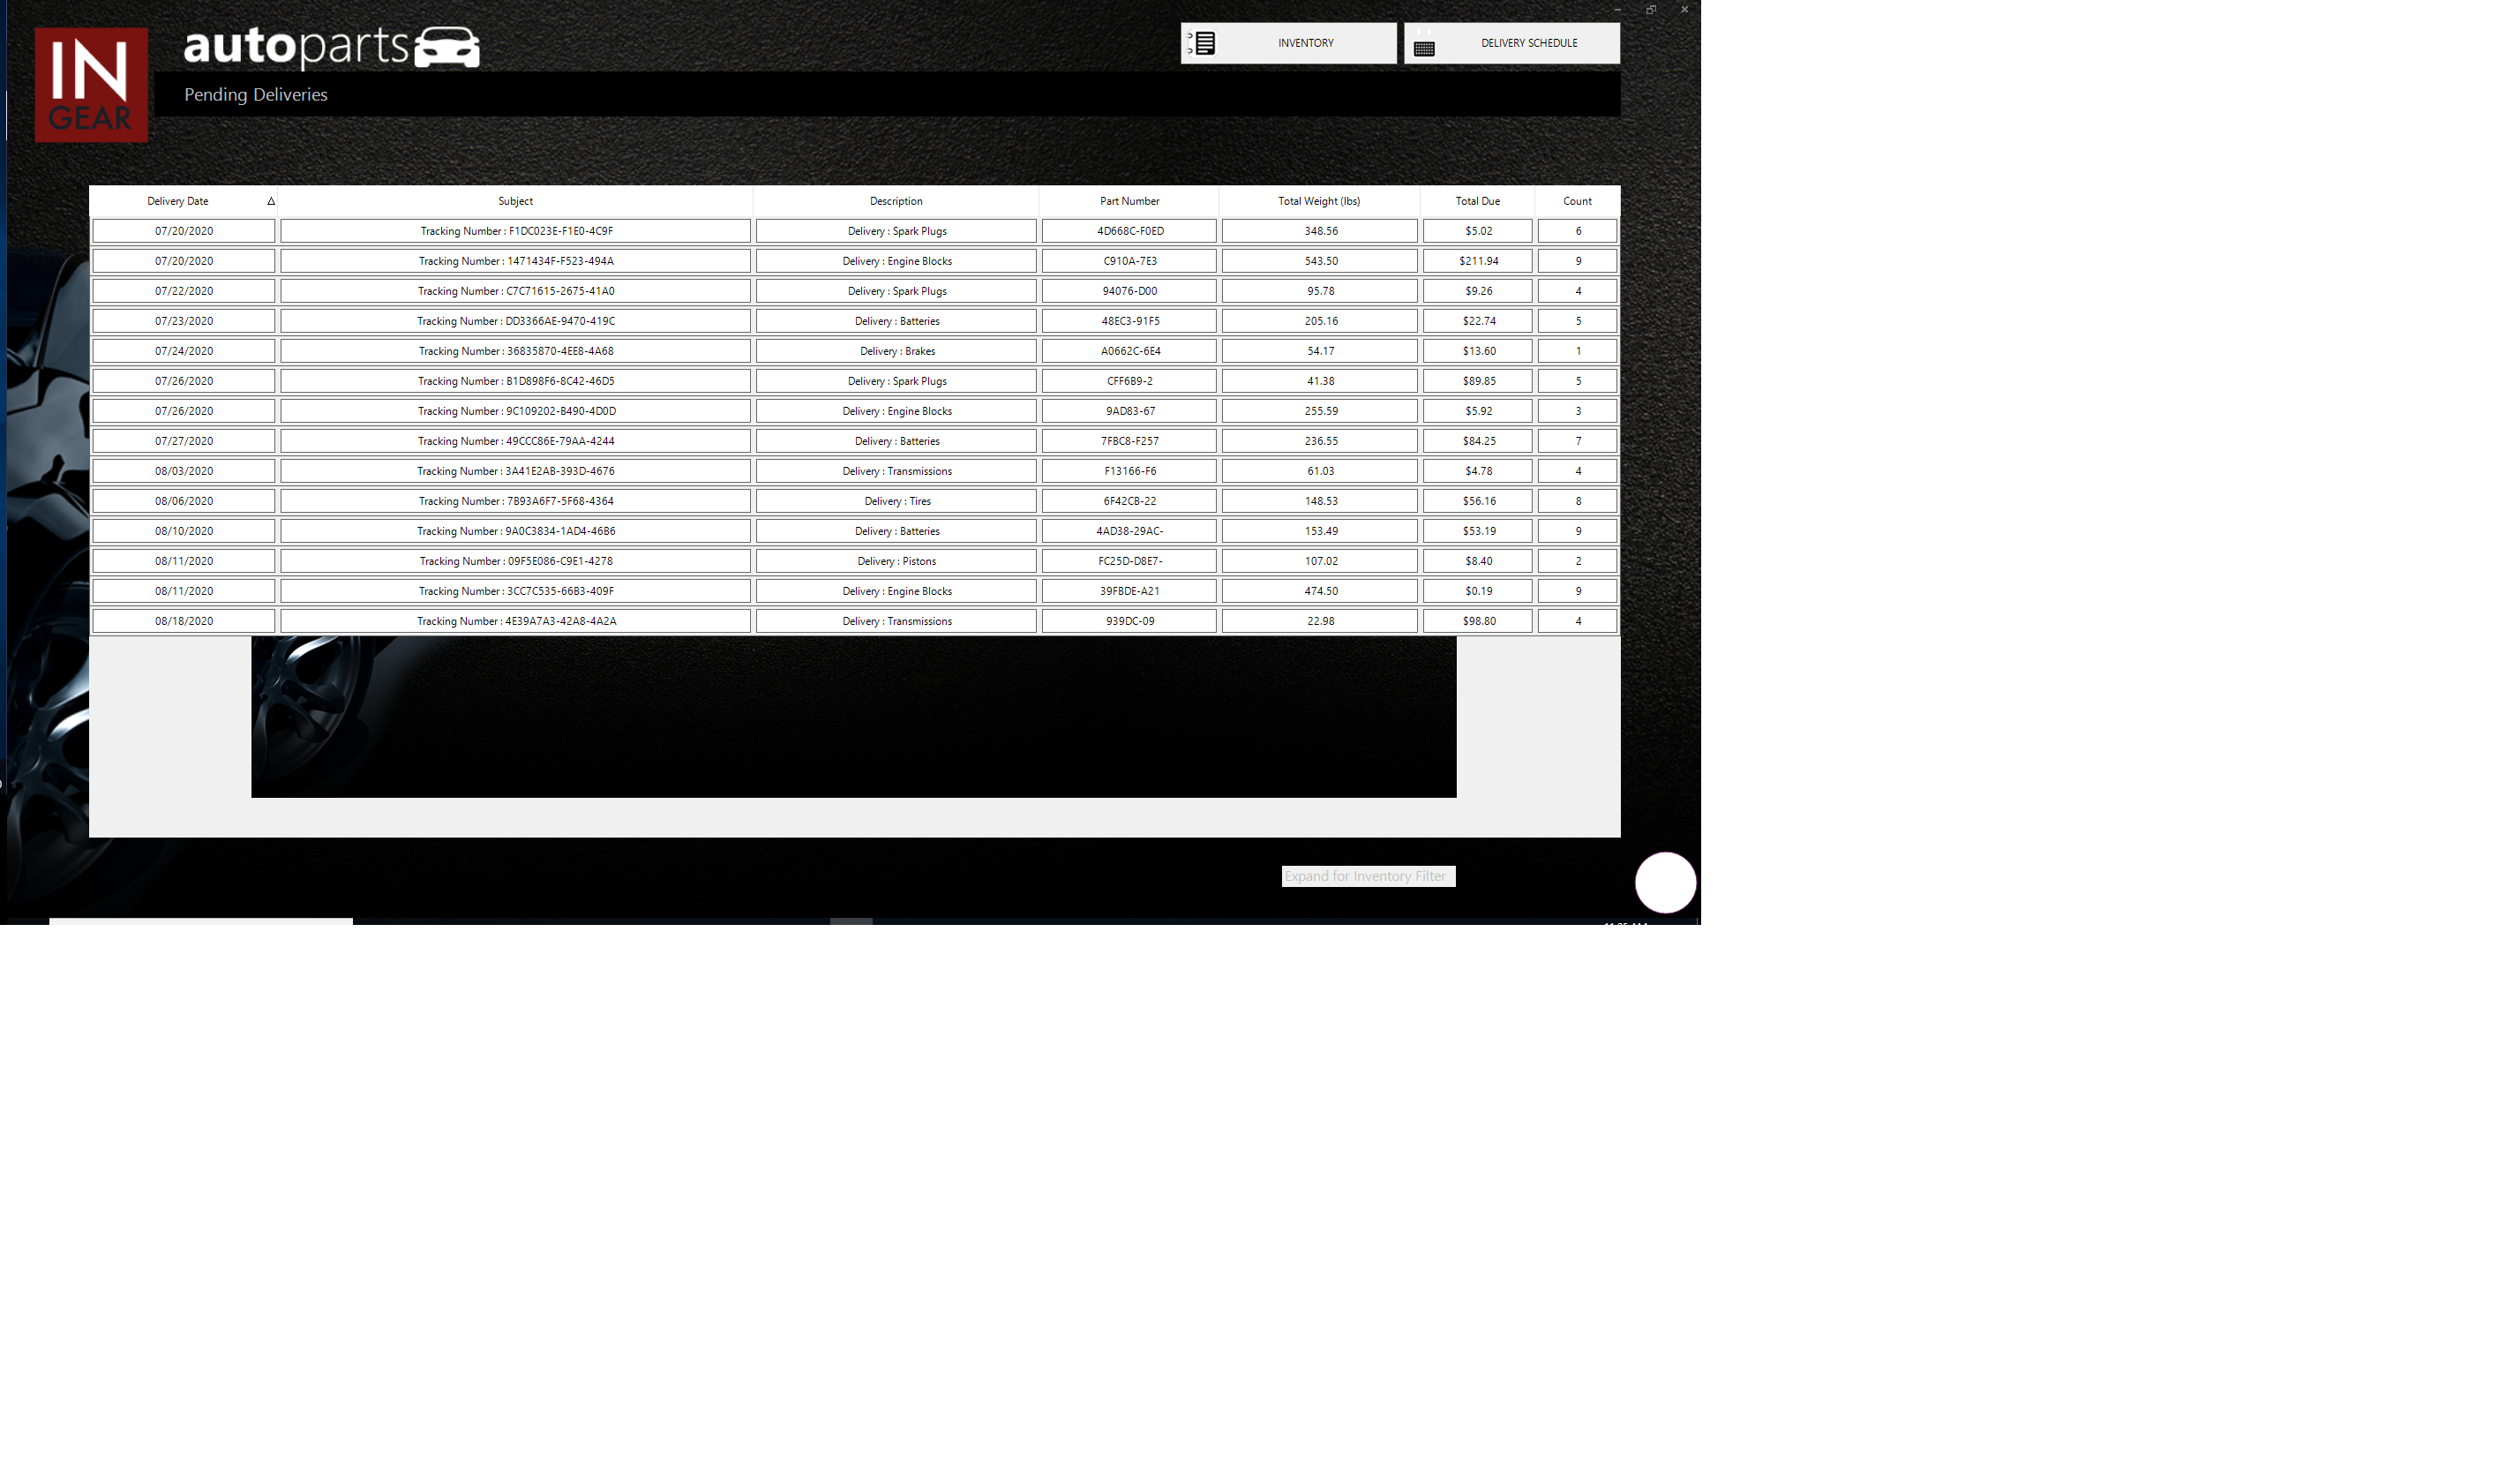 IN
GEAR
autoparts
INVENTORY
DELIVERY SCHEDULE
Pending Deliveries
Delivery Date Subject Description Part Number Total Weight (lbs) Total Due Count
07/20/2020 Tracking Number : F1DC023E-F1E0-4C9F Delivery : Spark Plugs 4D668C-F0ED 348.56 $5.02 6
07/20/2020 Tracking Number : 1471434F-F523-494A Delivery : Engine Blocks C910A-7E3 543.50 $211.94 9
07/22/2020 Tracking Number : C7C71615-2675-41A0 Delivery : Spark Plugs 94076-D00 95.78 $9.26 4
07/23/2020 Tracking Number : DD3366AE-9470-419C Delivery : Batteries 48EC3-91F5 205.16 $22.74 5
07/24/2020 Tracking Number : 36835870-4EE8-4A68 Delivery : Brakes A0662C-6E4 54.17 $13.60 1
07/26/2020 Tracking Number : B1D898F6-8C42-46D5 Delivery : Spark Plugs CFF6B9-2 41.38 $89.85 5
07/26/2020 Tracking Number : 9C109202-B490-4D0D Delivery : Engine Blocks 9AD83-67 255.59 $5.92 3
07/27/2020 Tracking Number : 49CCC86E-79AA-4244 Delivery : Batteries 7FBC8-F257 236.55 $84.25 7
08/03/2020 Tracking Number : 3A41E2AB-393D-4676 Delivery : Transmissions F13166-F6 61.03 $4.78 4
08/06/2020 Tracking Number : 7B93A6F7-5F68-4364 Delivery : Tires 6F42CB-22 148.53 $56.16 8
08/10/2020 Tracking Number : 9A0C3834-1AD4-46B6 Delivery : Batteries 4AD38-29AC- 153.49 $53.19 9
08/11/2020 Tracking Number : 09F5E086-C9E1-4278 Delivery : Pistons FC25D-D8E7- 107.02 $8.40 2
08/11/2020 Tracking Number : 3CC7C535-66B3-409F Delivery : Engine Blocks 39FBDE-A21 474.50 $0.19 9
08/18/2020 Tracking Number : 4E39A7A3-42A8-4A2A Delivery : Transmissions 939DC-09 22.98 $98.80 4
Expand for Inventory Filter